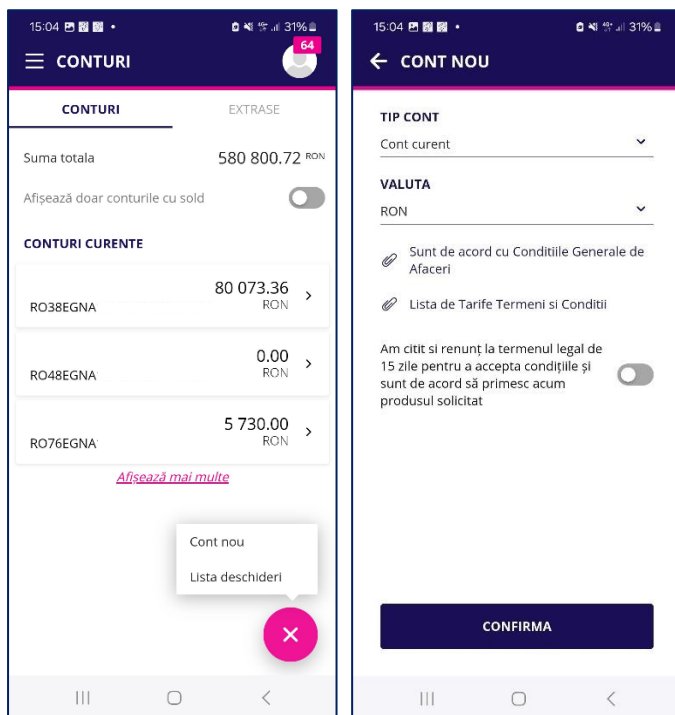 15:04
31%
64
CONTURI
CONTURI
EXTRASE
Suma totala
580 800.72 RON
Afișează doar conturile cu sold
CONTURI CURENTE
80 073.36
RO38EGNA
RON
0.00
RO48EGNA
RON
5 730.00
RO76EGNA
RON
Afișează mai multe
Cont nou
Lista deschideri
15:04
31%
CONT NOU
TIP CONT
Cont curent
VALUTA
RON
Sunt de acord cu Conditiile Generale de
Afaceri
Lista de Tarife Termeni si Conditii
Am citit si renunț la termenul legal de
15 zile pentru a accepta condițiile și
sunt de acord să primesc acum
produsul solicitat
CONFIRMA